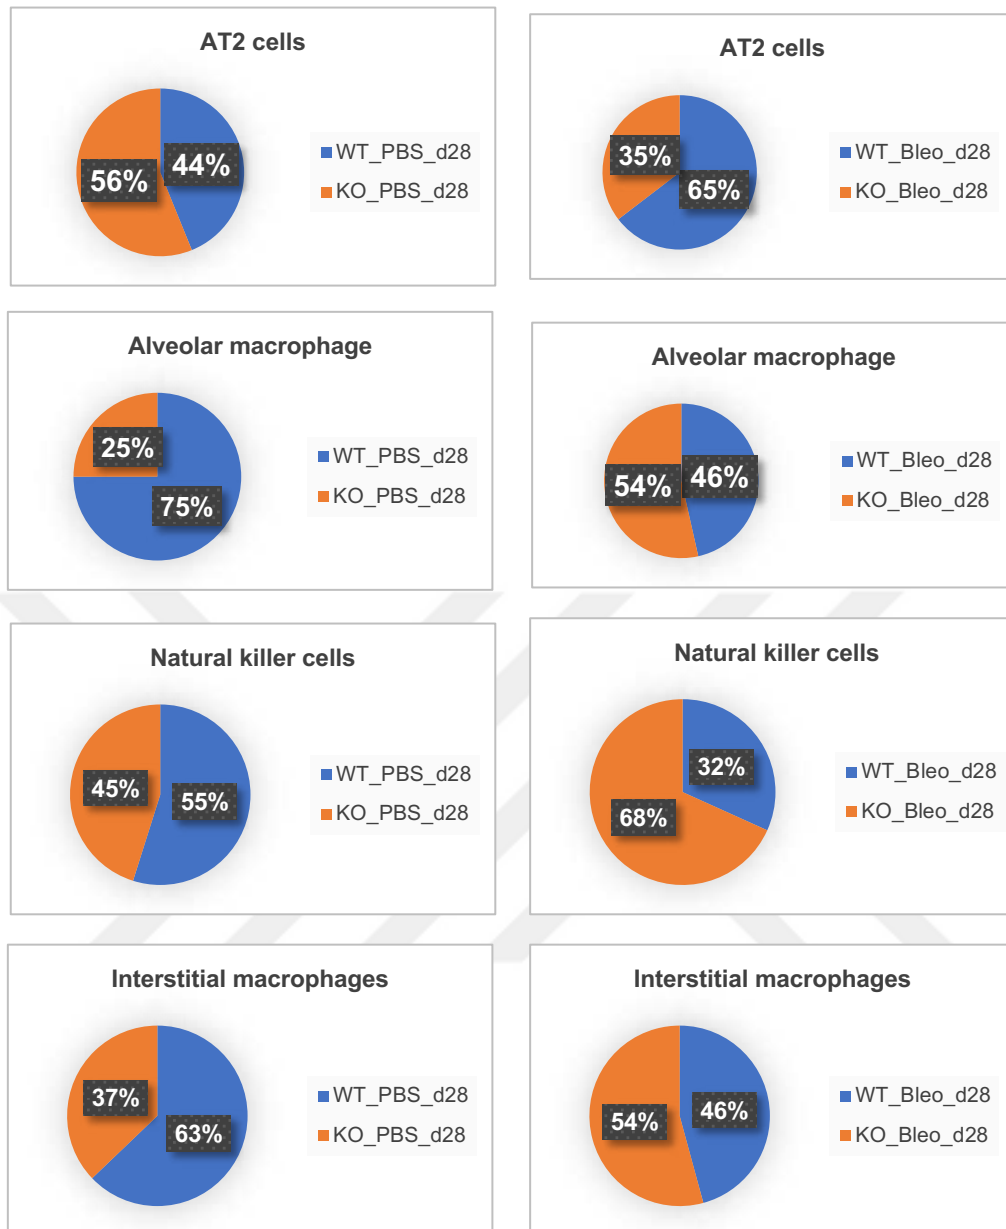 AT2 cells
44%
56%
WT_PBS_d28
KO_PBS_d28
AT2 cells
35%
65%
WT_Bleo_d28
KO_Bleo_d28
Alveolar macrophage
25%
75%
WT_PBS_d28
KO_PBS_d28
Alveolar macrophage
54%
46%
WT_Bleo_d28
KO_Bleo_d28
Natural killer cells
45%
55%
WT_PBS_d28
KO_PBS_d28
Natural killer cells
32%
68%
WT_Bleo_d28
KO_Bleo_d28
Interstitial macrophages
37%
63%
WT_PBS_d28
KO_PBS_d28
Interstitial macrophages
54%
46%
WT_Bleo_d28
KO_Bleo_d28